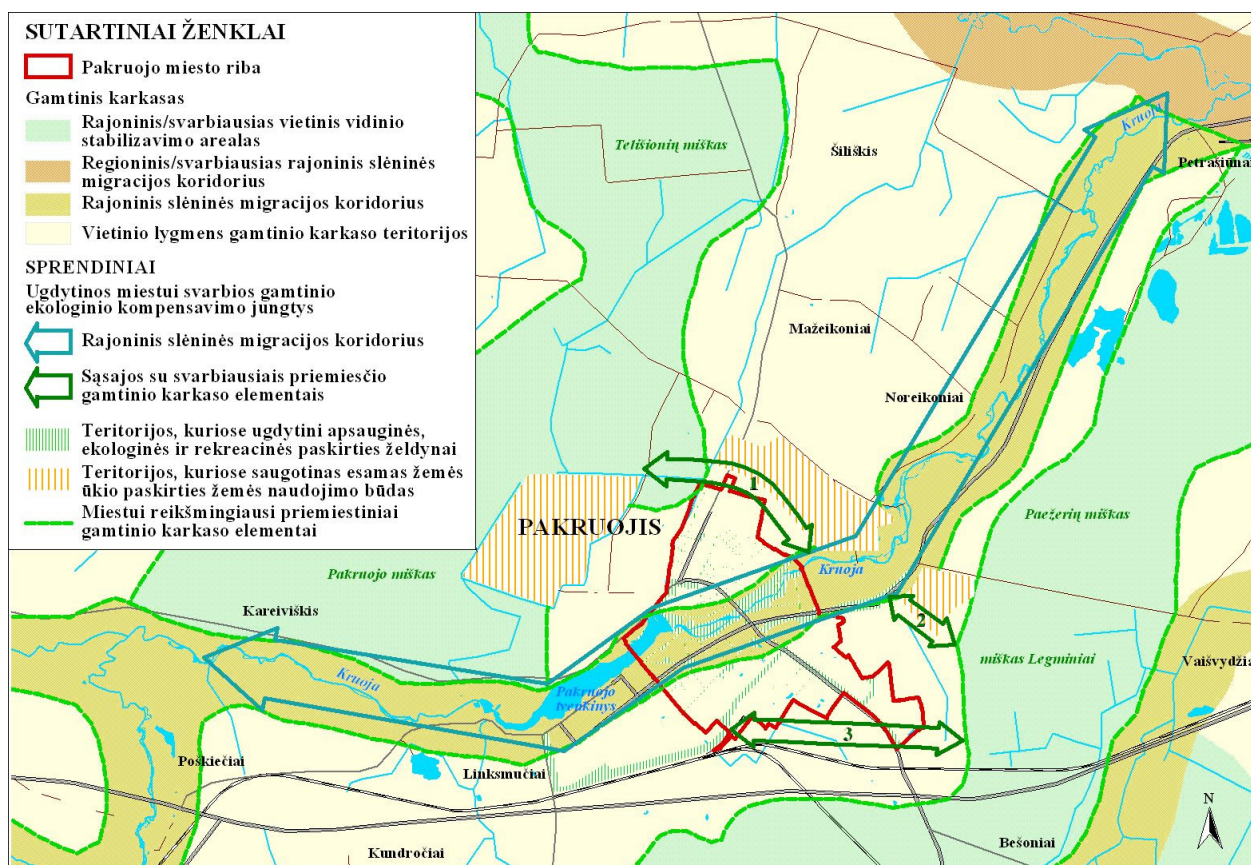 SUTARTINIAI ŽENKLAI
Pakruojo miesto riba
Gamtinis karkasas
Rajoninis/svarbiausias vietinis vidinio
stabilizavimo arealas
Regioninis/svarbiausias rajoninis slėninės
migracijos koridorius
Rajoninis slėninės migracijos koridorius
Vietinio lygmens gamtinio karkaso teritorijos
SPRENDINIAI
Ugdytinos miestui svarbios gamtinio
ekologinio kompensavimo jungtys
Rajoninis slėninės migracijos koridorius
Sąsajos su svarbiausiais priemiesčio
gamtinio karkaso elementais
Teritorijos, kuriose ugdytini apsauginės,
ekologinės ir rekreacinės paskirties želdynai
Teritorijos, kuriose saugotinas esamas žemės
ūkio paskirties žemės naudojimo būdas
Miestui reikšmingiausi priemiestiniai
gamtinio karkaso elementai
Kruoja
Telišionių miškas
Šiliškis
Petrašiūnai
Mažeikoniai
Noreikoniai
1
PAKRUOJIS
Paežerių miškas
Pakruojo miškas
Kruoja
Kareiviškis
2
miškas Legminiai
Vaišvydžia
Kruoja
Pakruojo
tvenkinys
3
Poškiečiai
Linksmučiai
N
Kundročiai
Bešoniai